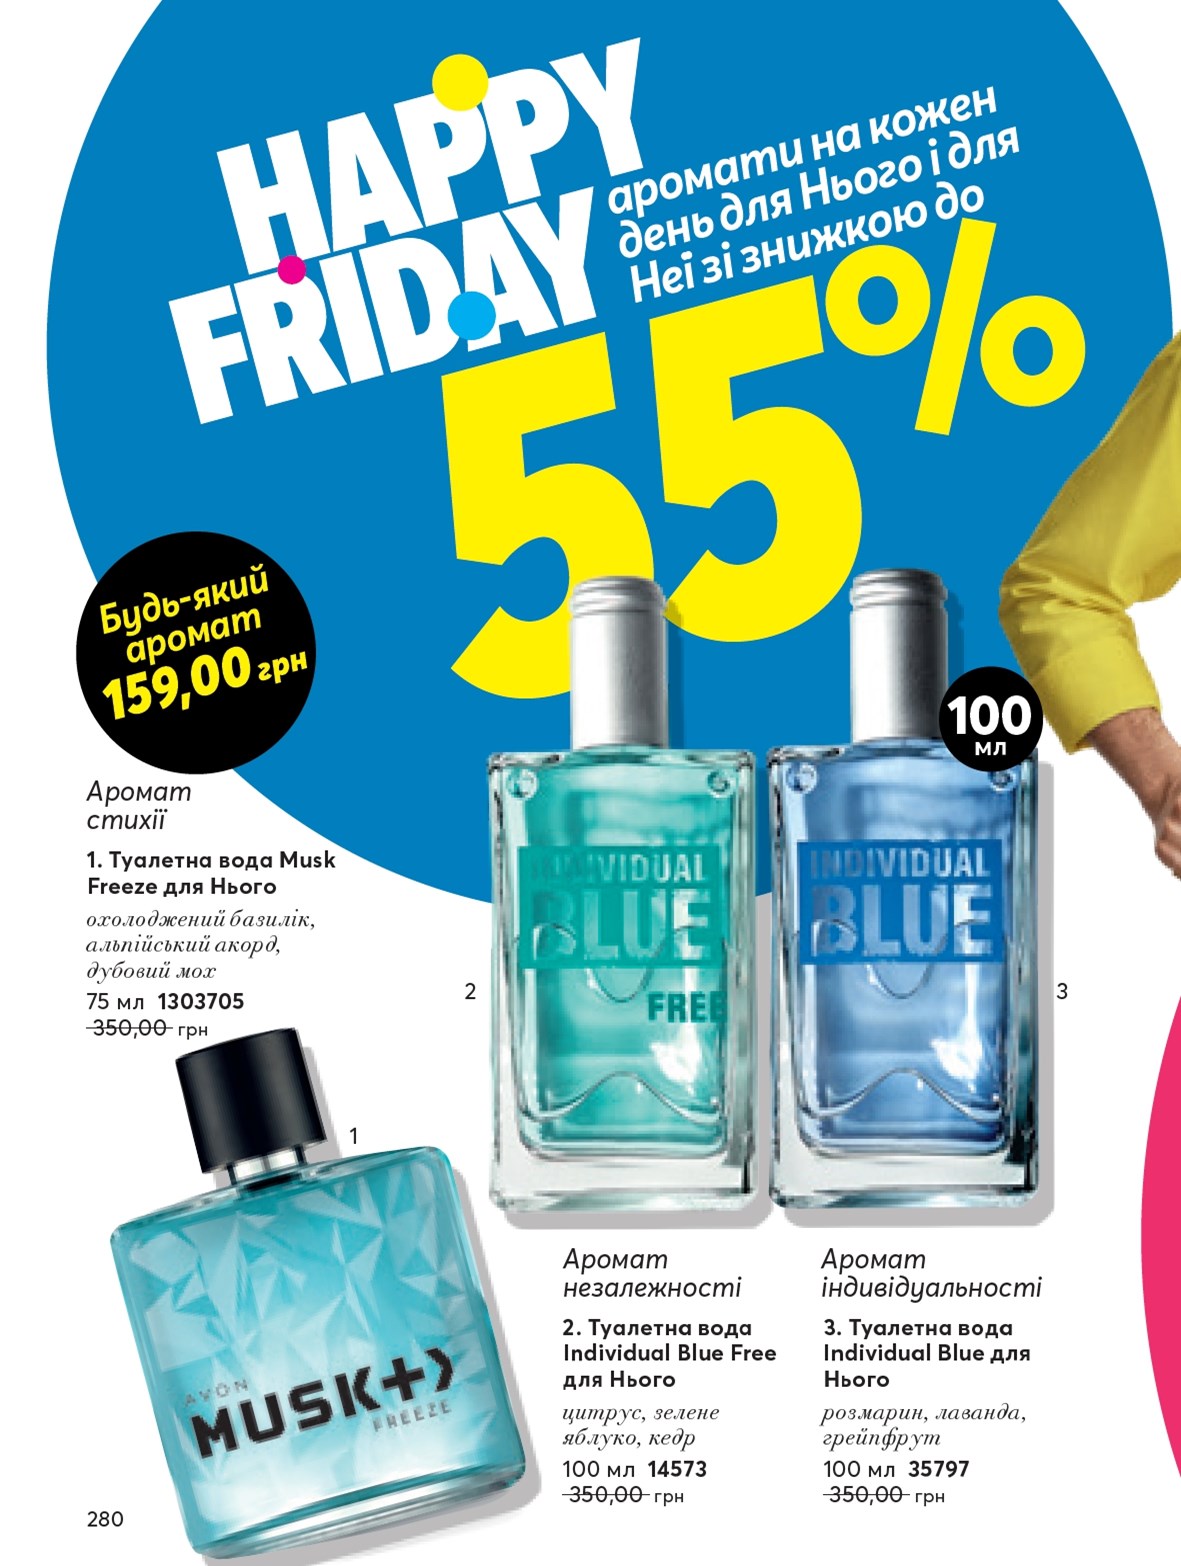 HAPPY
FRIDAY
аромати на кожен
день для Нього і для
Неї зі знижкою до
55%
Будь-який
аромат
159,00 грн
100
мл
Аромат
стихії
1. Туалетна вода Musk
Freeze для Нього
охолоджений базилік,
альпійський акорд,
дубовий мох
75 мл 1303705
350,00 грн
INDIVIDUAL
BLUE
FREE
INDIVIDUAL
BLUE
2
3
1
AVON
MUSK+>
FREEZE
Аромат
незалежності
2. Туалетна вода
Individual Blue Free
для Нього
цитрус, зелене
яблуко, кедр
100 мл 14573
350,00 грн
Аромат
індивідуальності
3. Туалетна вода
Individual Blue для
Нього
розмарин, лаванда,
грейпфрут
100 мл 35797
350,00 грн
280